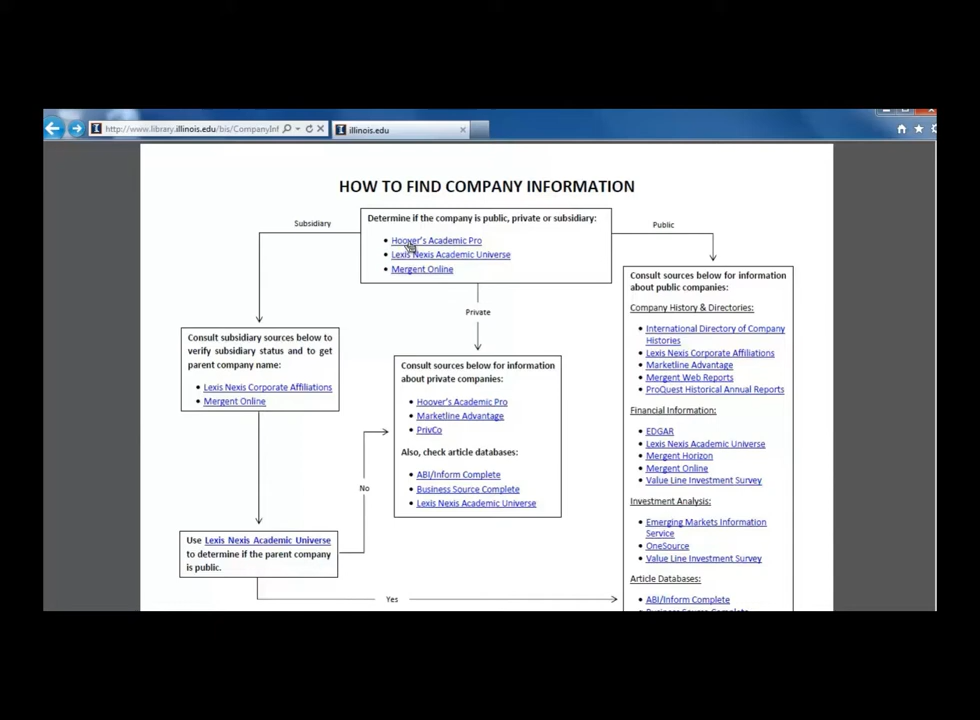 http://www.library.illinois.edu/bis/CompanyInf
illinois.edu
HOW TO FIND COMPANY INFORMATION
Subsidiary
Determine if the company is public, private or subsidiary:
• Hoover's Academic Pro
• Lexis Nexis Academic Universe
• Mergent Online
Public
Private
Consult subsidiary sources below to
verify subsidiary status and to get
parent company name:
• Lexis Nexis Corporate Affiliations
• Mergent Online
Consult sources below for information
about private companies:
• Hoover's Academic Pro
• Marketline Advantage
• PrivCo
Also, check article databases:
• ABI/Inform Complete
• Business Source Complete
• Lexis Nexis Academic Universe
No
Use Lexis Nexis Academic Universe
to determine if the parent company
is public.
Yes
Consult sources below for information
about public companies:
Company History & Directories:
• International Directory of Company
Histories
• Lexis Nexis Corporate Affiliations
• Marketline Advantage
• Mergent Web Reports
• ProQuest Historical Annual Reports
Financial Information:
• EDGAR
• Lexis Nexis Academic Universe
• Mergent Horizon
• Mergent Online
• Value Line Investment Survey
Investment Analysis:
• Emerging Markets Information
Service
• OneSource
• Value Line Investment Survey
Article Databases:
• ABI/Inform Complete
• Business Source Complete